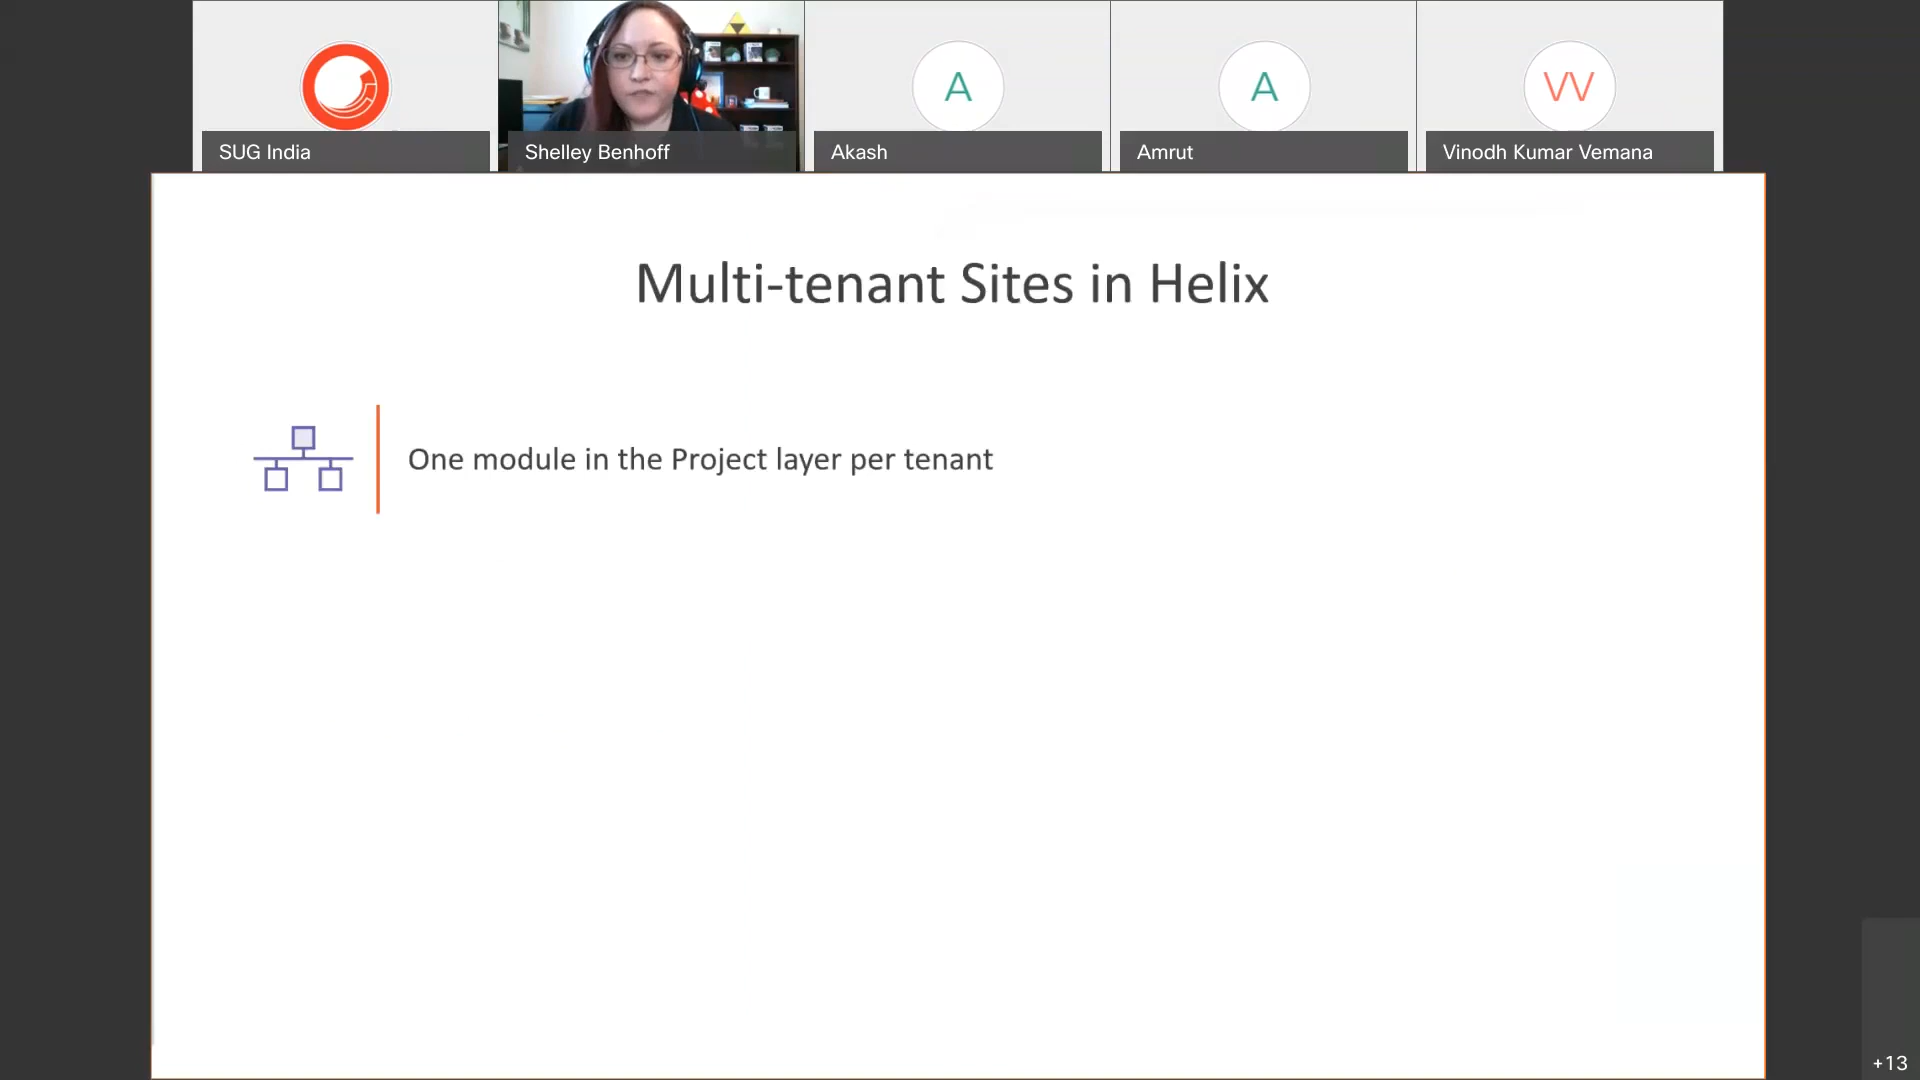 SUG India
Shelley Benhoff
A
Akash
A
Amrut
VV
Vinodh Kumar Vemana
Multi-tenant Sites in Helix
One module in the Project layer per tenant
+13